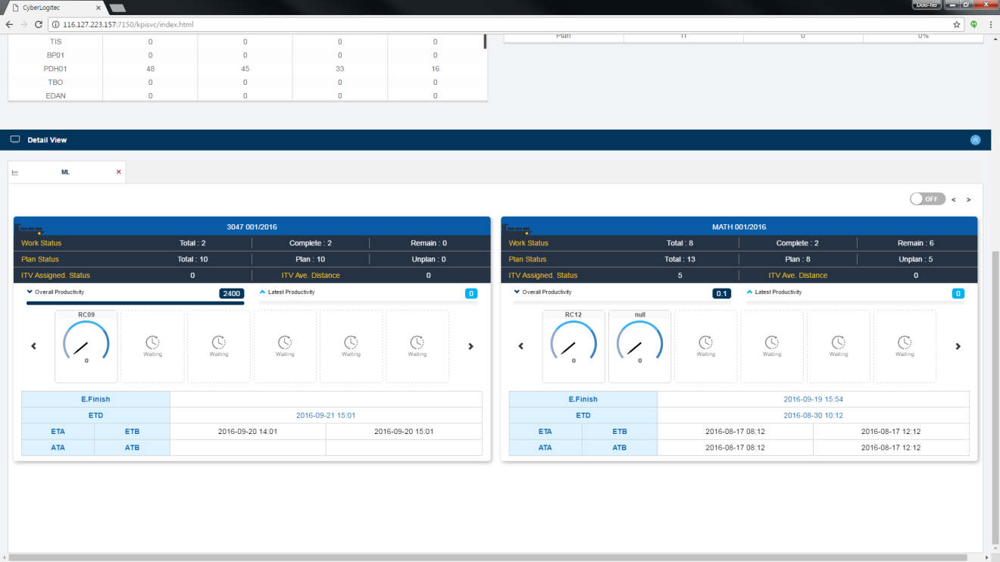 CyberLogitec
Doo-ho
116.127.223.157:7150/kpisvc/index.html
TIS 0 0 0 0
BP01 0 0 0 0
PDH01 48 45 33 16
TBO 0 0 0 0
EDAN 0 0 0 0
Plan 11 0 0%
Detail View
ML
OFF < >
3047 001/2016
Work Status Total : 2 Complete : 2 Remain : 0
Plan Status Total : 10 Plan : 10 Unplan : 0
ITV Assigned. Status 0 ITV Ave. Distance 0
Overall Productivity 2400 Latest Productivity 0
RC09
0
Waiting Waiting Waiting Waiting Waiting
E.Finish
ETD 2016-09-21 15:01
ETA ETB 2016-09-20 14:01 2016-09-20 15:01
ATA ATB
MATH 001/2016
Work Status Total : 8 Complete : 2 Remain : 6
Plan Status Total : 13 Plan : 8 Unplan : 5
ITV Assigned. Status 5 ITV Ave. Distance 0
Overall Productivity 0.1 Latest Productivity 0
RC12 null
0 0
Waiting Waiting Waiting Waiting
E.Finish 2016-09-19 15:54
ETD 2016-08-30 10:12
ETA ETB 2016-08-17 08:12 2016-08-17 12:12
ATA ATB 2016-08-17 08:12 2016-08-17 12:12